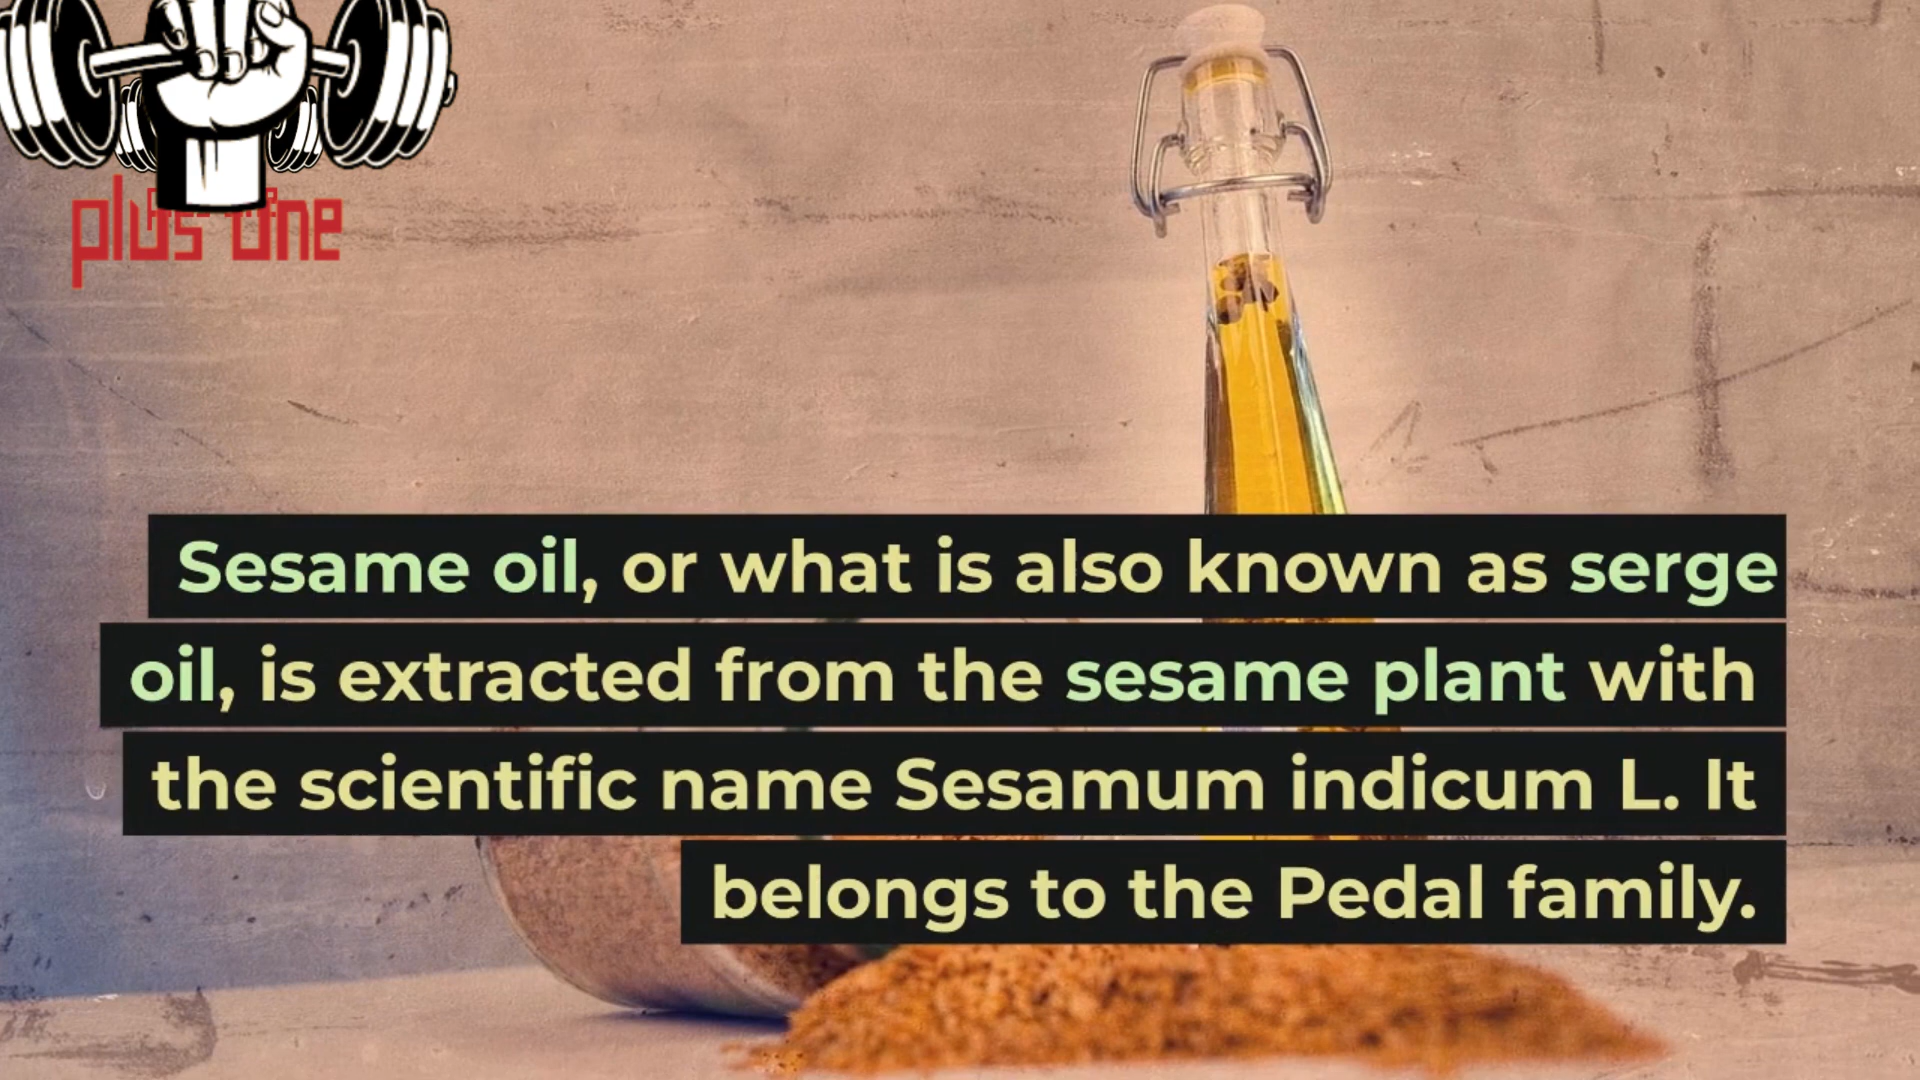 plus one
Sesame oil, or what is also known as serge
oil, is extracted from the sesame plant with
the scientific name Sesamum indicum L. It
belongs to the Pedal family.